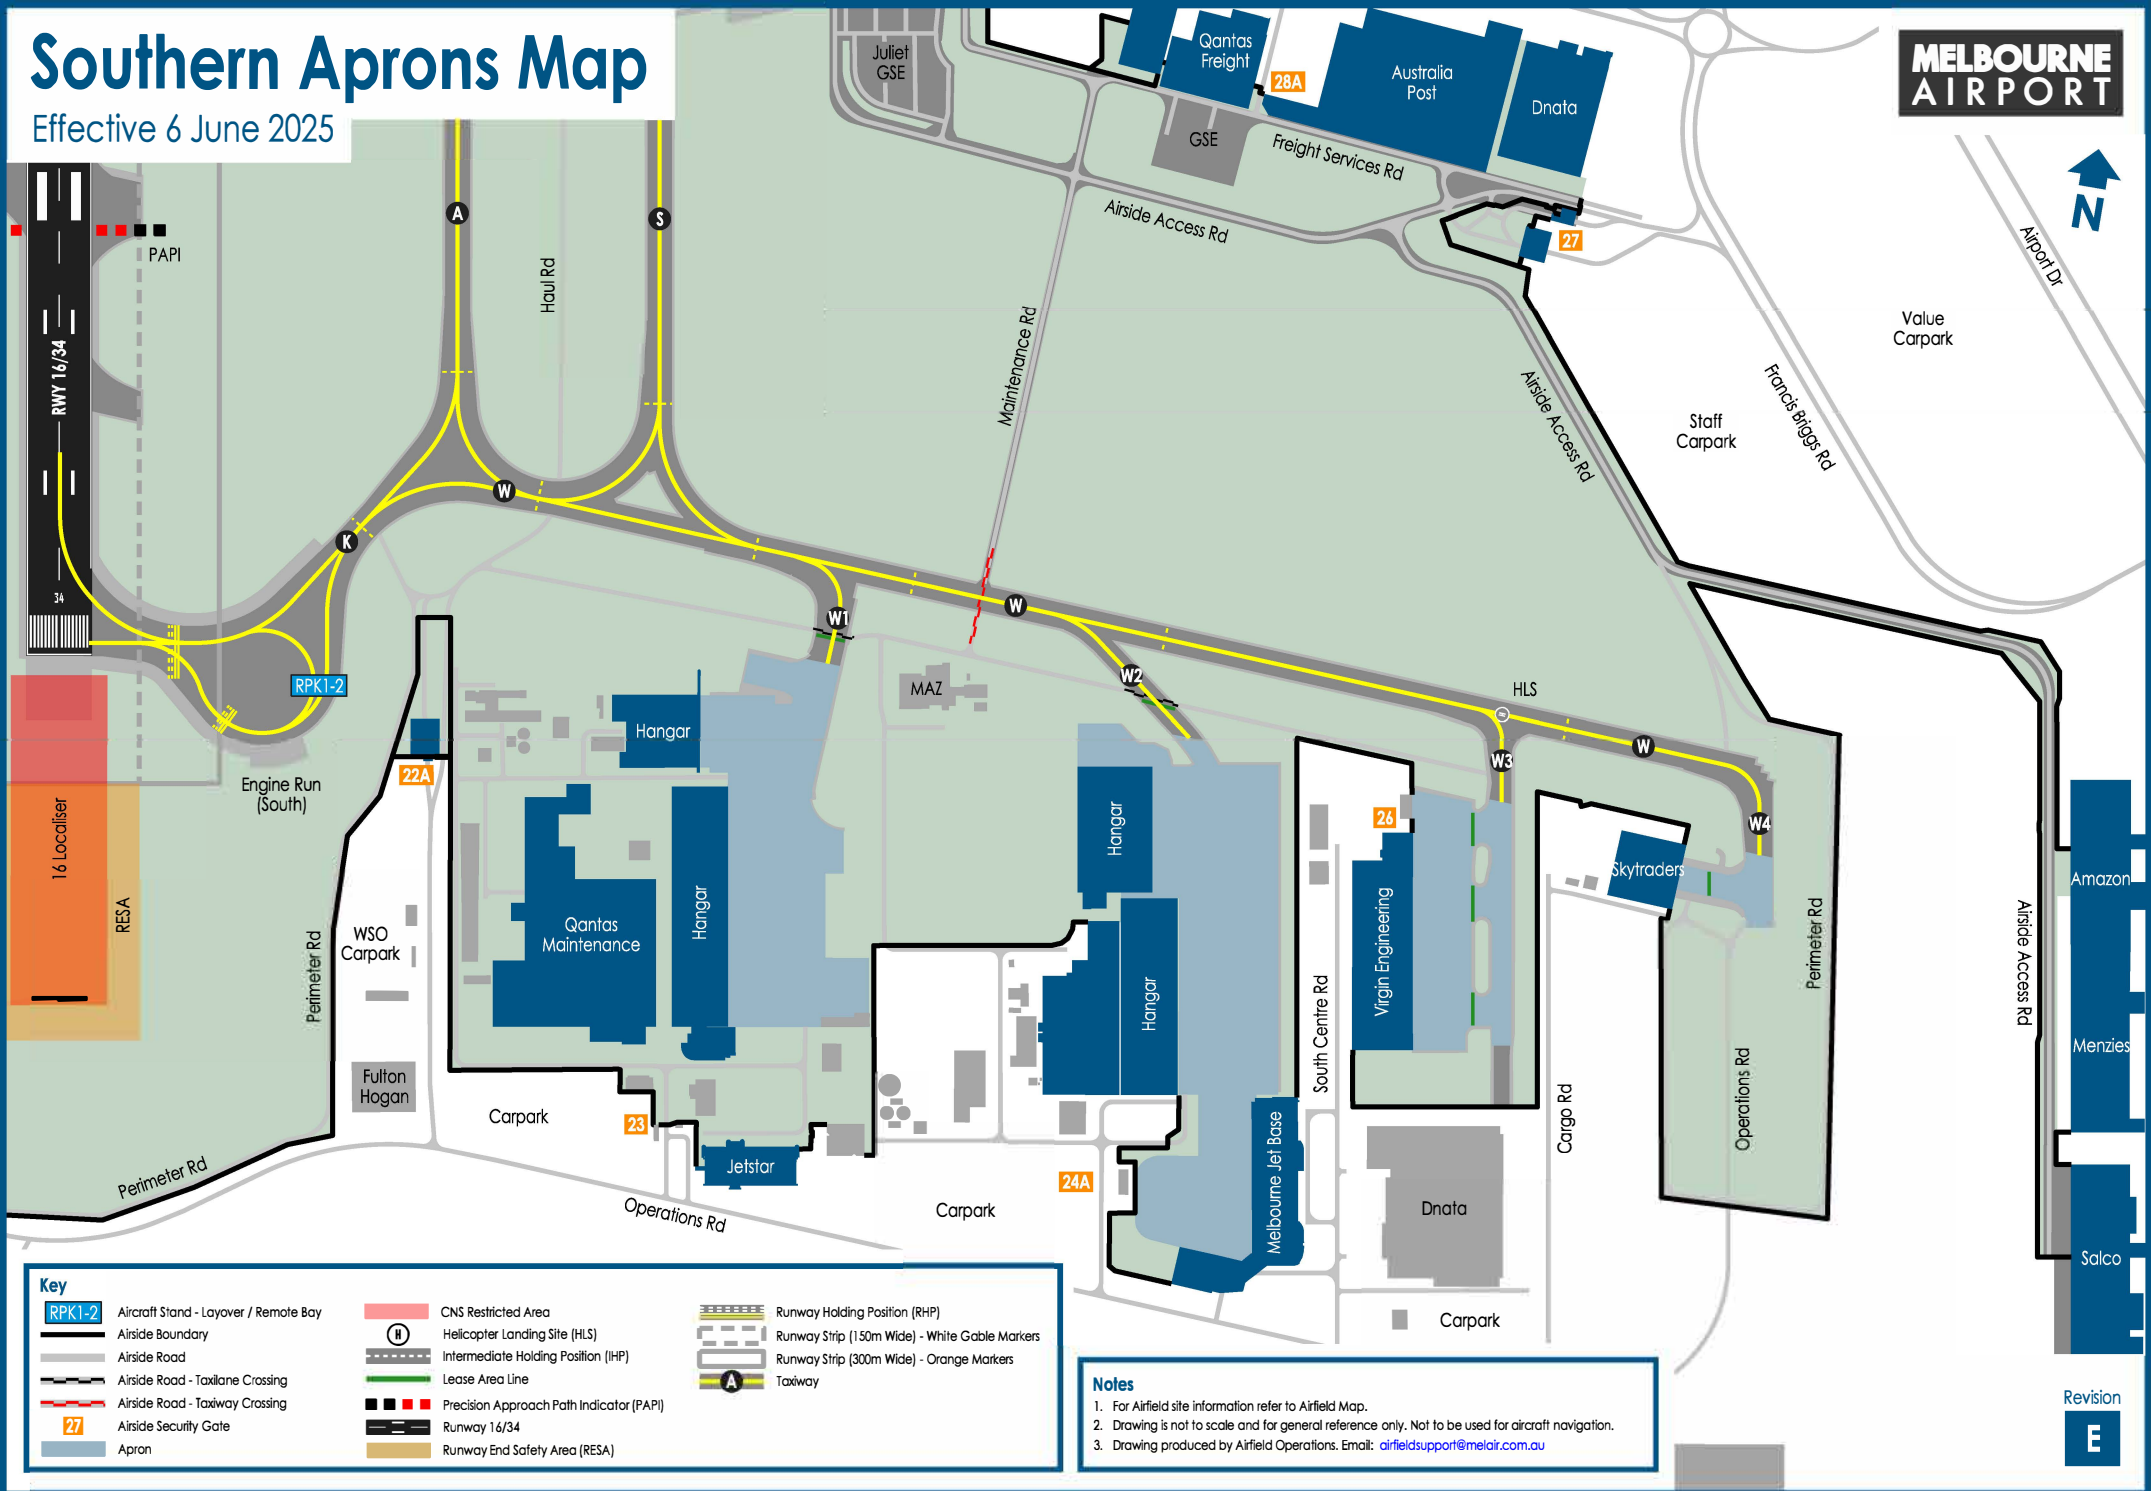 Southern Aprons Map
Effective 6 June 2025
MELBOURNE
AIRPORT
N
Juliet
GSE
Qantas
Freight
28A
Australia
Post
Dnata
GSE
Freight Services Rd
Airside Access Rd
27
Airport Dr
Value
Carpark
Staff
Carpark
Francis Briggs Rd
Airside Access Rd
Maintenance Rd
Haul Rd
A
S
PAPI
RWY 16/34
34
W
K
W1
W
W2
MAZ
HLS
W3
W
W4
RPK1-2
Engine Run
(South)
22A
Hangar
Hangar
Hangar
Hangar
Qantas
Maintenance
16 Localiser
RESA
Perimeter Rd
WSO
Carpark
Fulton
Hogan
Carpark
23
Jetstar
Operations Rd
Perimeter Rd
Carpark
24A
Melbourne Jet Base
South Centre Rd
26
Virgin Engineering
Skytraders
Cargo Rd
Operations Rd
Perimeter Rd
Airside Access Rd
Amazon
Menzies
Salco
Dnata
Carpark
Key
RPK1-2 Aircraft Stand - Layover / Remote Bay
Airside Boundary
Airside Road
Airside Road - Taxilane Crossing
Airside Road - Taxiway Crossing
27 Airside Security Gate
Apron
CNS Restricted Area
H Helicopter Landing Site (HLS)
Intermediate Holding Position (IHP)
Lease Area Line
Precision Approach Path Indicator (PAPI)
Runway 16/34
Runway End Safety Area (RESA)
Runway Holding Position (RHP)
Runway Strip (150m Wide) - White Gable Markers
Runway Strip (300m Wide) - Orange Markers
A Taxiway
Notes
1. For Airfield site information refer to Airfield Map.
2. Drawing is not to scale and for general reference only. Not to be used for aircraft navigation.
3. Drawing produced by Airfield Operations. Email: airfieldsupport@melair.com.au
Revision
E